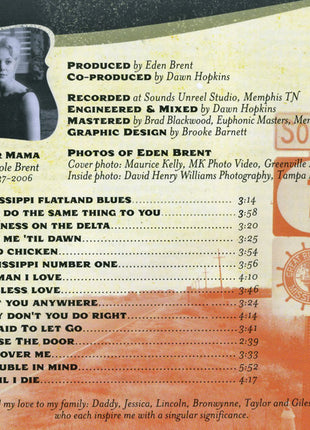 PRODUCED by Eden Brent
CO-PRODUCED by Dawn Hopkins
RECORDED at Sounds Unreel Studio, Memphis TN
ENGINEERED & MIXED by Dawn Hopkins
MASTERED by Brad Blackwood, Euphonic Masters, Mem
GRAPHIC DESIGN by Brooke Barnett
R MAMA
ole Brent
37-2006
PHOTOS OF EDEN BRENT
Cover photo: Maurice Kelly, MK Photo Video, Greenville
Inside photo: David Henry Williams Photography, Tampa
SO
SSIPPI FLATLAND BLUES 3:14
DO THE SAME THING TO YOU 3:58
NESS ON THE DELTA 3:20
ME 'TIL DAWN 3:25
D CHICKEN 3:54
SISSIPPI NUMBER ONE 3:56
MAN I LOVE 4:10
LESS LOVE 3:46
T YOU ANYWHERE 3:24
Y DON'T YOU DO RIGHT 4:14
AID TO LET GO 3:41
SE THE DOOR 2:39
OVER ME 3:33
UBLE IN MIND 5:52
IL I DIE 4:17
d my love to my family: Daddy, Jessica, Lincoln, Bronwynne, Taylor and Giles
who each inspire me with a singular significance.